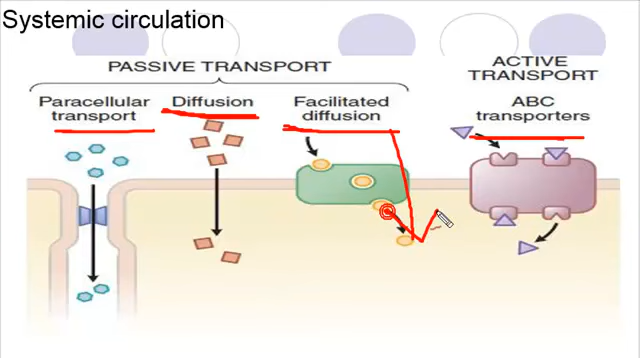 Systemic circulation
PASSIVE TRANSPORT
ACTIVE
TRANSPORT
Paracellular
transport
Diffusion
Facilitated
diffusion
ABC
transporters